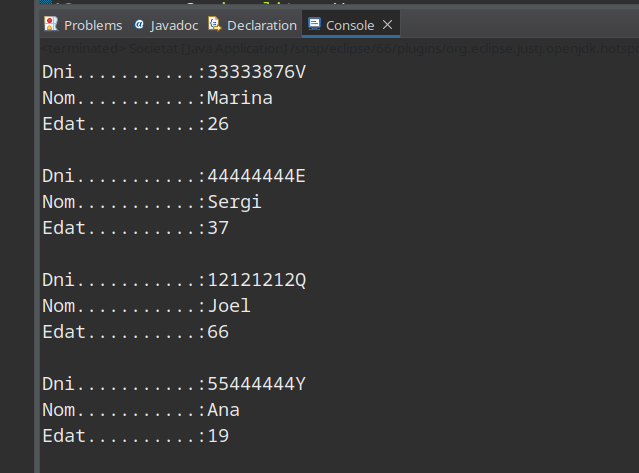 Problems @ Javadoc Declaration Console
<terminated> Societat [Java Application] /snap/eclipse/66/plugins/org.eclipse.justj.openjdk.hotsp
Dni...........:33333876V
Nom...........:Marina
Edat..........:26
Dni...........:44444444E
Nom...........:Sergi
Edat..........:37
Dni...........:12121212Q
Nom...........:Joel
Edat..........:66
Dni...........:55444444Y
Nom...........:Ana
Edat..........:19